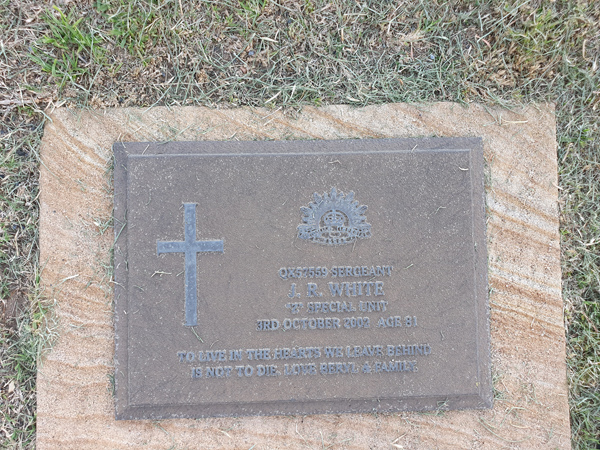 QX52559 SERGEANT
J. R. WHITE
'Z' SPECIAL UNIT
3RD OCTOBER 2002 AGE 81
TO LIVE IN THE HEARTS WE LEAVE BEHIND
IS NOT TO DIE. LOVE BERYL & FAMILY.